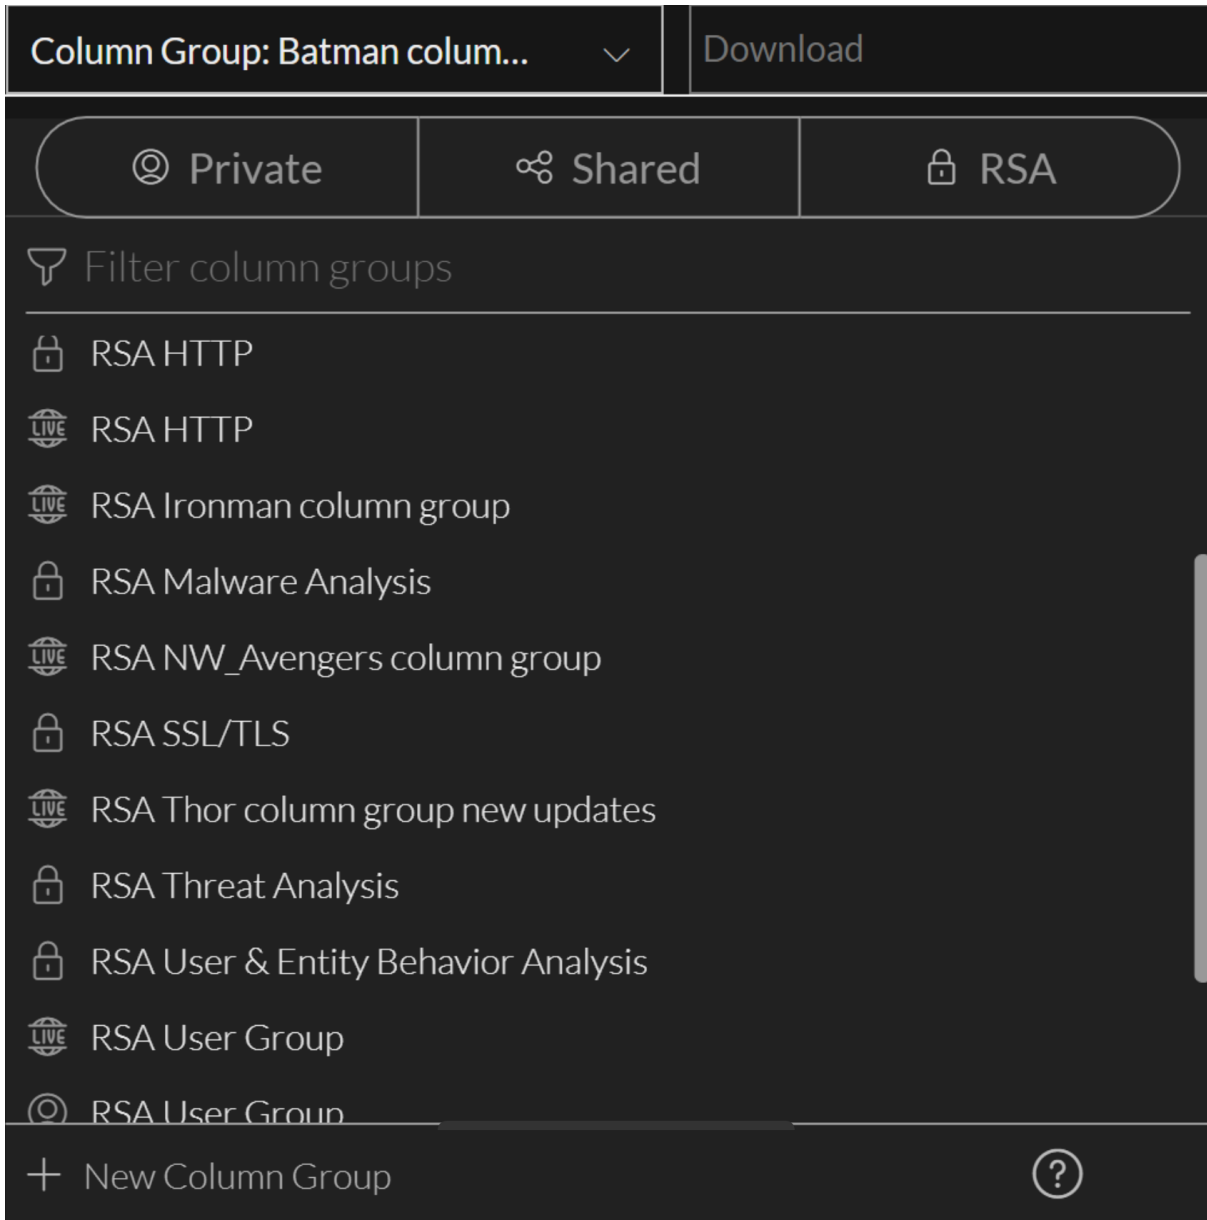 Column Group: Batman colum...
Download
Private
Shared
RSA
Filter column groups
RSA HTTP
LIVE RSA HTTP
LIVE RSA Ironman column group
RSA Malware Analysis
LIVE RSA NW_Avengers column group
RSA SSL/TLS
LIVE RSA Thor column group new updates
RSA Threat Analysis
RSA User & Entity Behavior Analysis
LIVE RSA User Group
RSA User Group
+ New Column Group
?